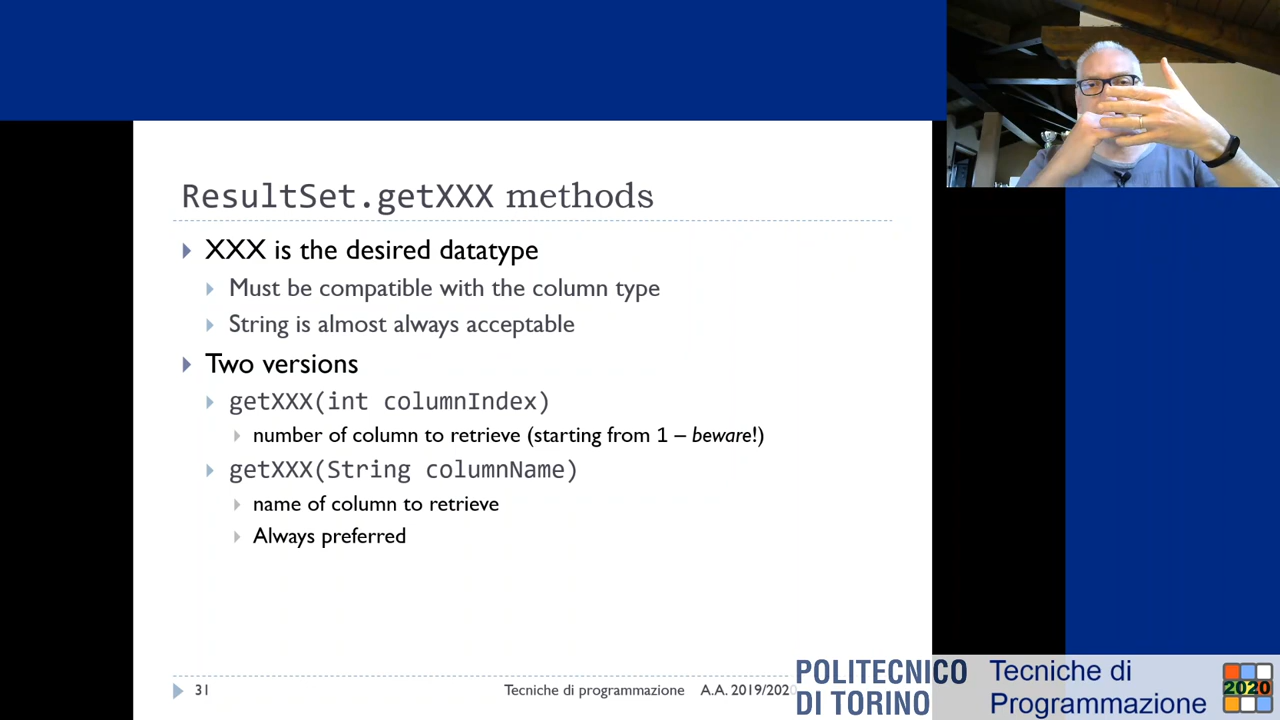 ResultSet.getXXX methods
XXX is the desired datatype
Must be compatible with the column type
String is almost always acceptable
Two versions
getXXX(int columnIndex)
number of column to retrieve (starting from 1 – beware!)
getXXX(String columnName)
name of column to retrieve
Always preferred
31
Tecniche di programmazione A.A. 2019/2020
POLITECNICO
DI TORINO
Tecniche di
Programmazione
2020